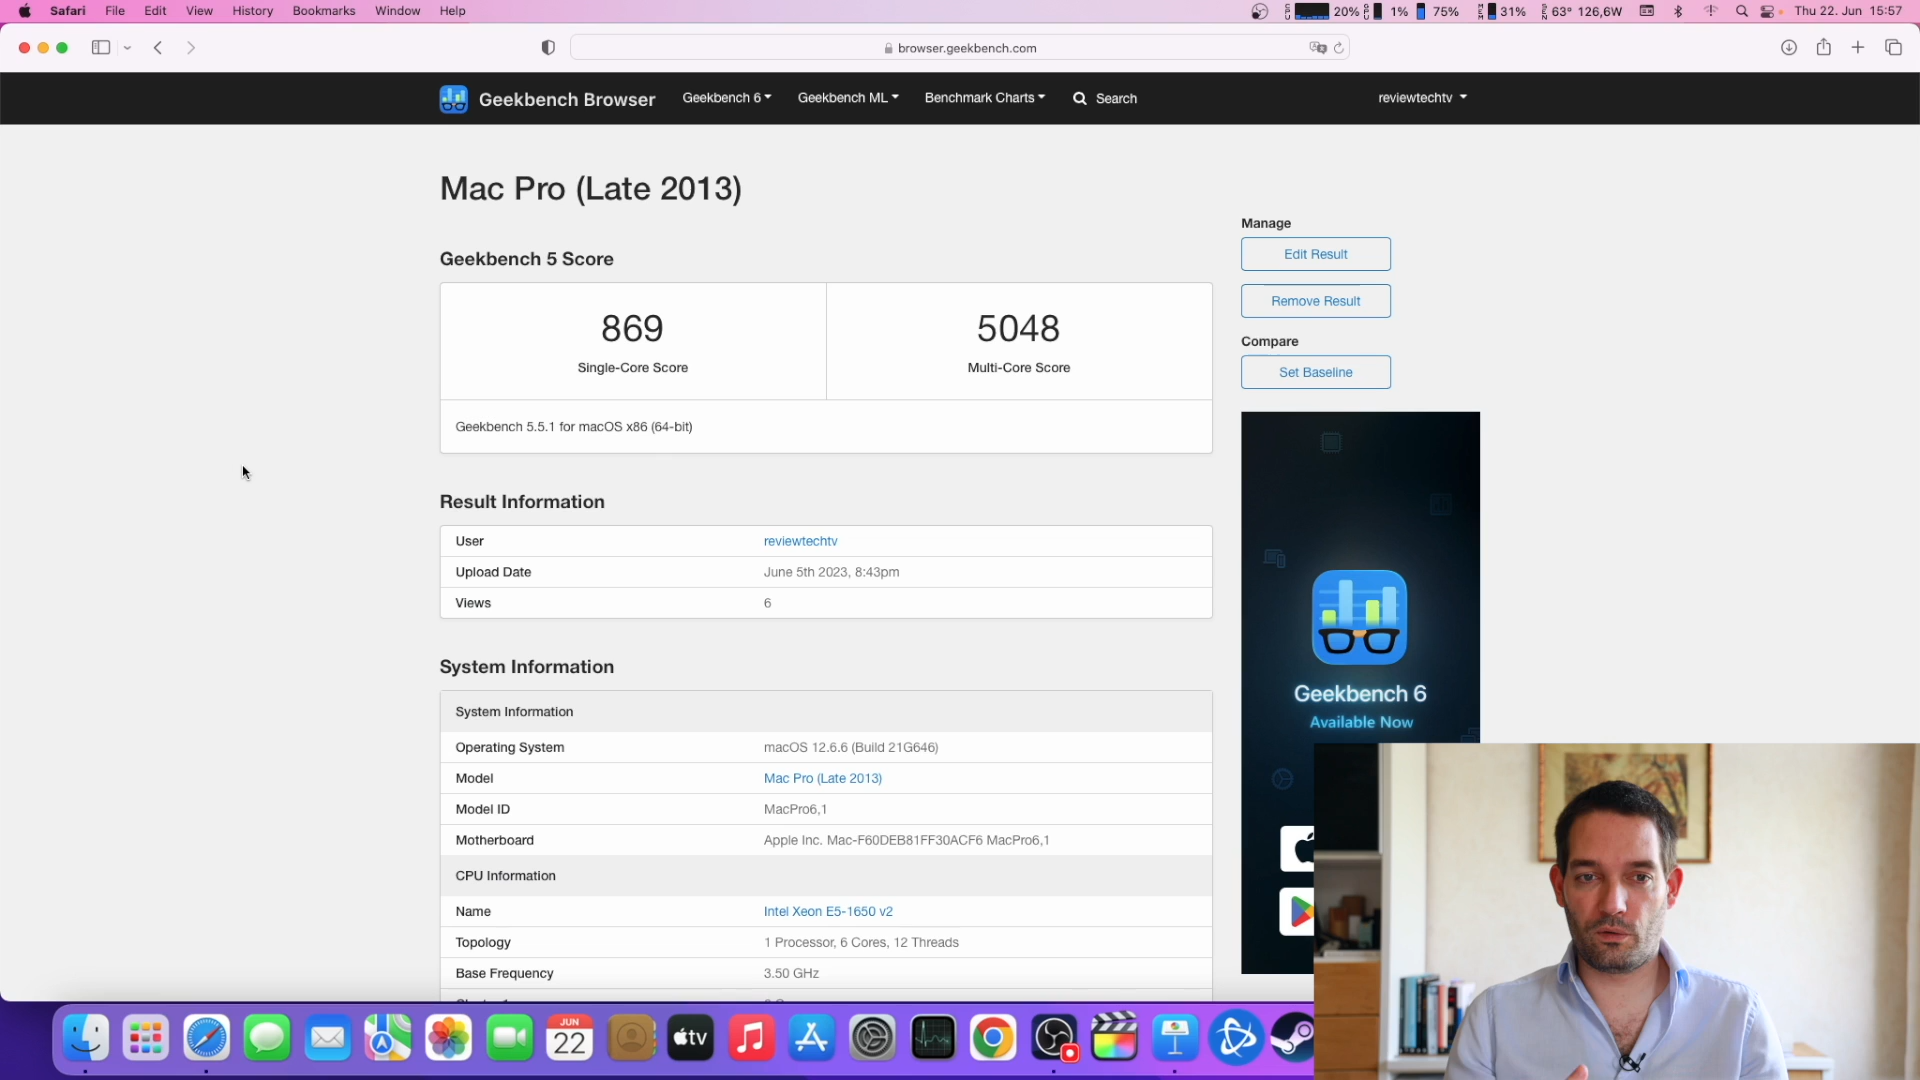 Safari File Edit View History Bookmarks Window Help
20% 1% 75% 31% 63° 126,6W Thu 22. Jun 15:57
browser.geekbench.com
Geekbench Browser Geekbench 6 Geekbench ML Benchmark Charts Search reviewtechtv
Mac Pro (Late 2013)
Manage
Edit Result
Remove Result
Compare
Set Baseline
Geekbench 5 Score
869 5048
Single-Core Score Multi-Core Score
Geekbench 5.5.1 for macOS x86 (64-bit)
Result Information
User reviewtechtv
Upload Date June 5th 2023, 8:43pm
Views 6
System Information
System Information
Operating System macOS 12.6.6 (Build 21G646)
Model Mac Pro (Late 2013)
Model ID MacPro6,1
Motherboard Apple Inc. Mac-F60DEB81FF30ACF6 MacPro6,1
CPU Information
Name Intel Xeon E5-1650 v2
Topology 1 Processor, 6 Cores, 12 Threads
Base Frequency 3.50 GHz
Geekbench 6
Available Now
JUN
22
tv